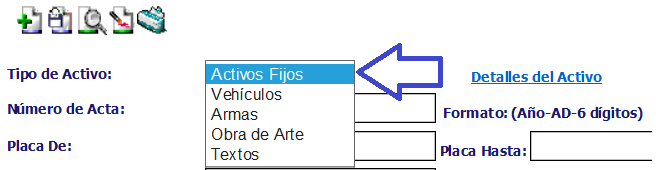 Tipo de Activo:
Activos Fijos
Detalles del Activo
Vehículos
Número de Acta:
Armas
Formato: (Año-AD-6 dígitos)
Obra de Arte
Placa De:
Textos
Placa Hasta: